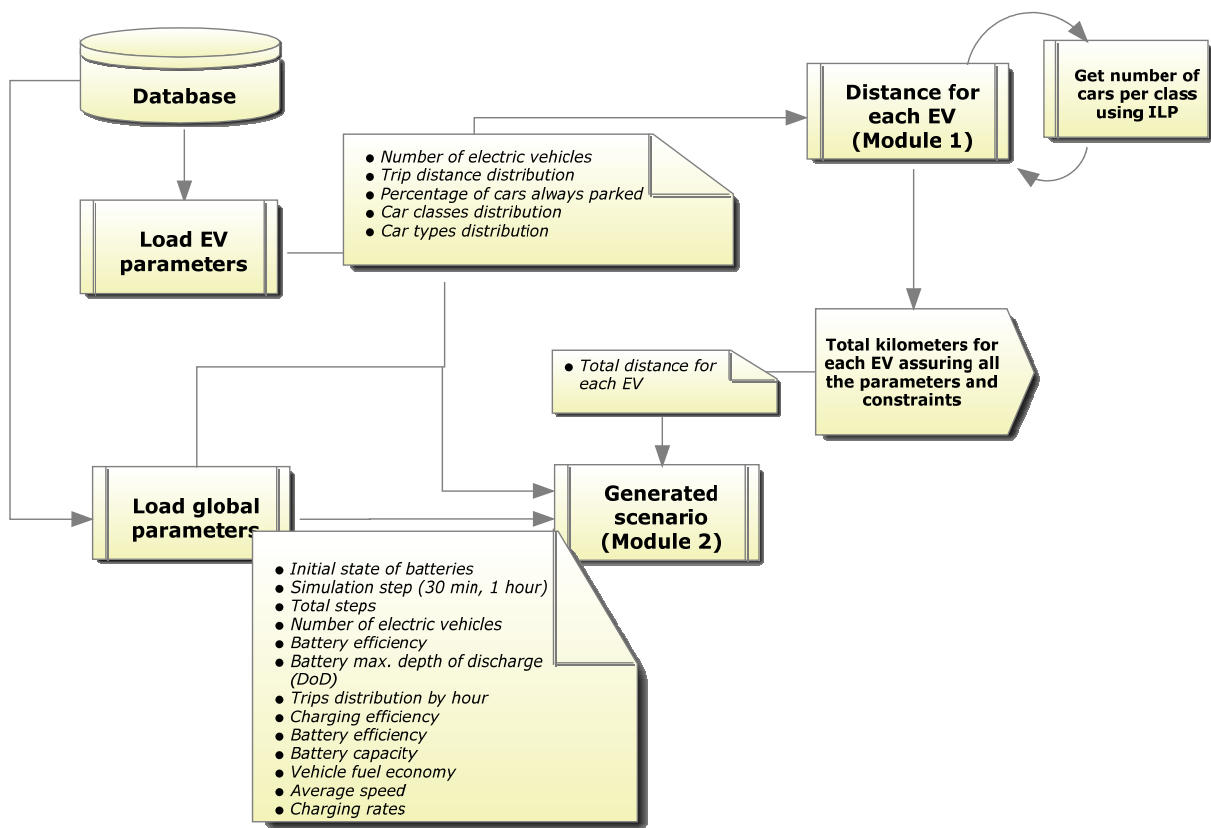 Database
Load EV
parameters
● Number of electric vehicles
● Trip distance distribution
● Percentage of cars always parked
● Car classes distribution
● Car types distribution
Distance for
each EV
(Module 1)
Get number of
cars per class
using ILP
Total kilometers for
each EV assuring all
the parameters and
constraints
● Total distance for
each EV
Load global
parameters
Generated
scenario
(Module 2)
● Initial state of batteries
● Simulation step (30 min, 1 hour)
● Total steps
● Number of electric vehicles
● Battery efficiency
● Battery max. depth of discharge
(DoD)
● Trips distribution by hour
● Charging efficiency
● Battery efficiency
● Battery capacity
● Vehicle fuel economy
● Average speed
● Charging rates